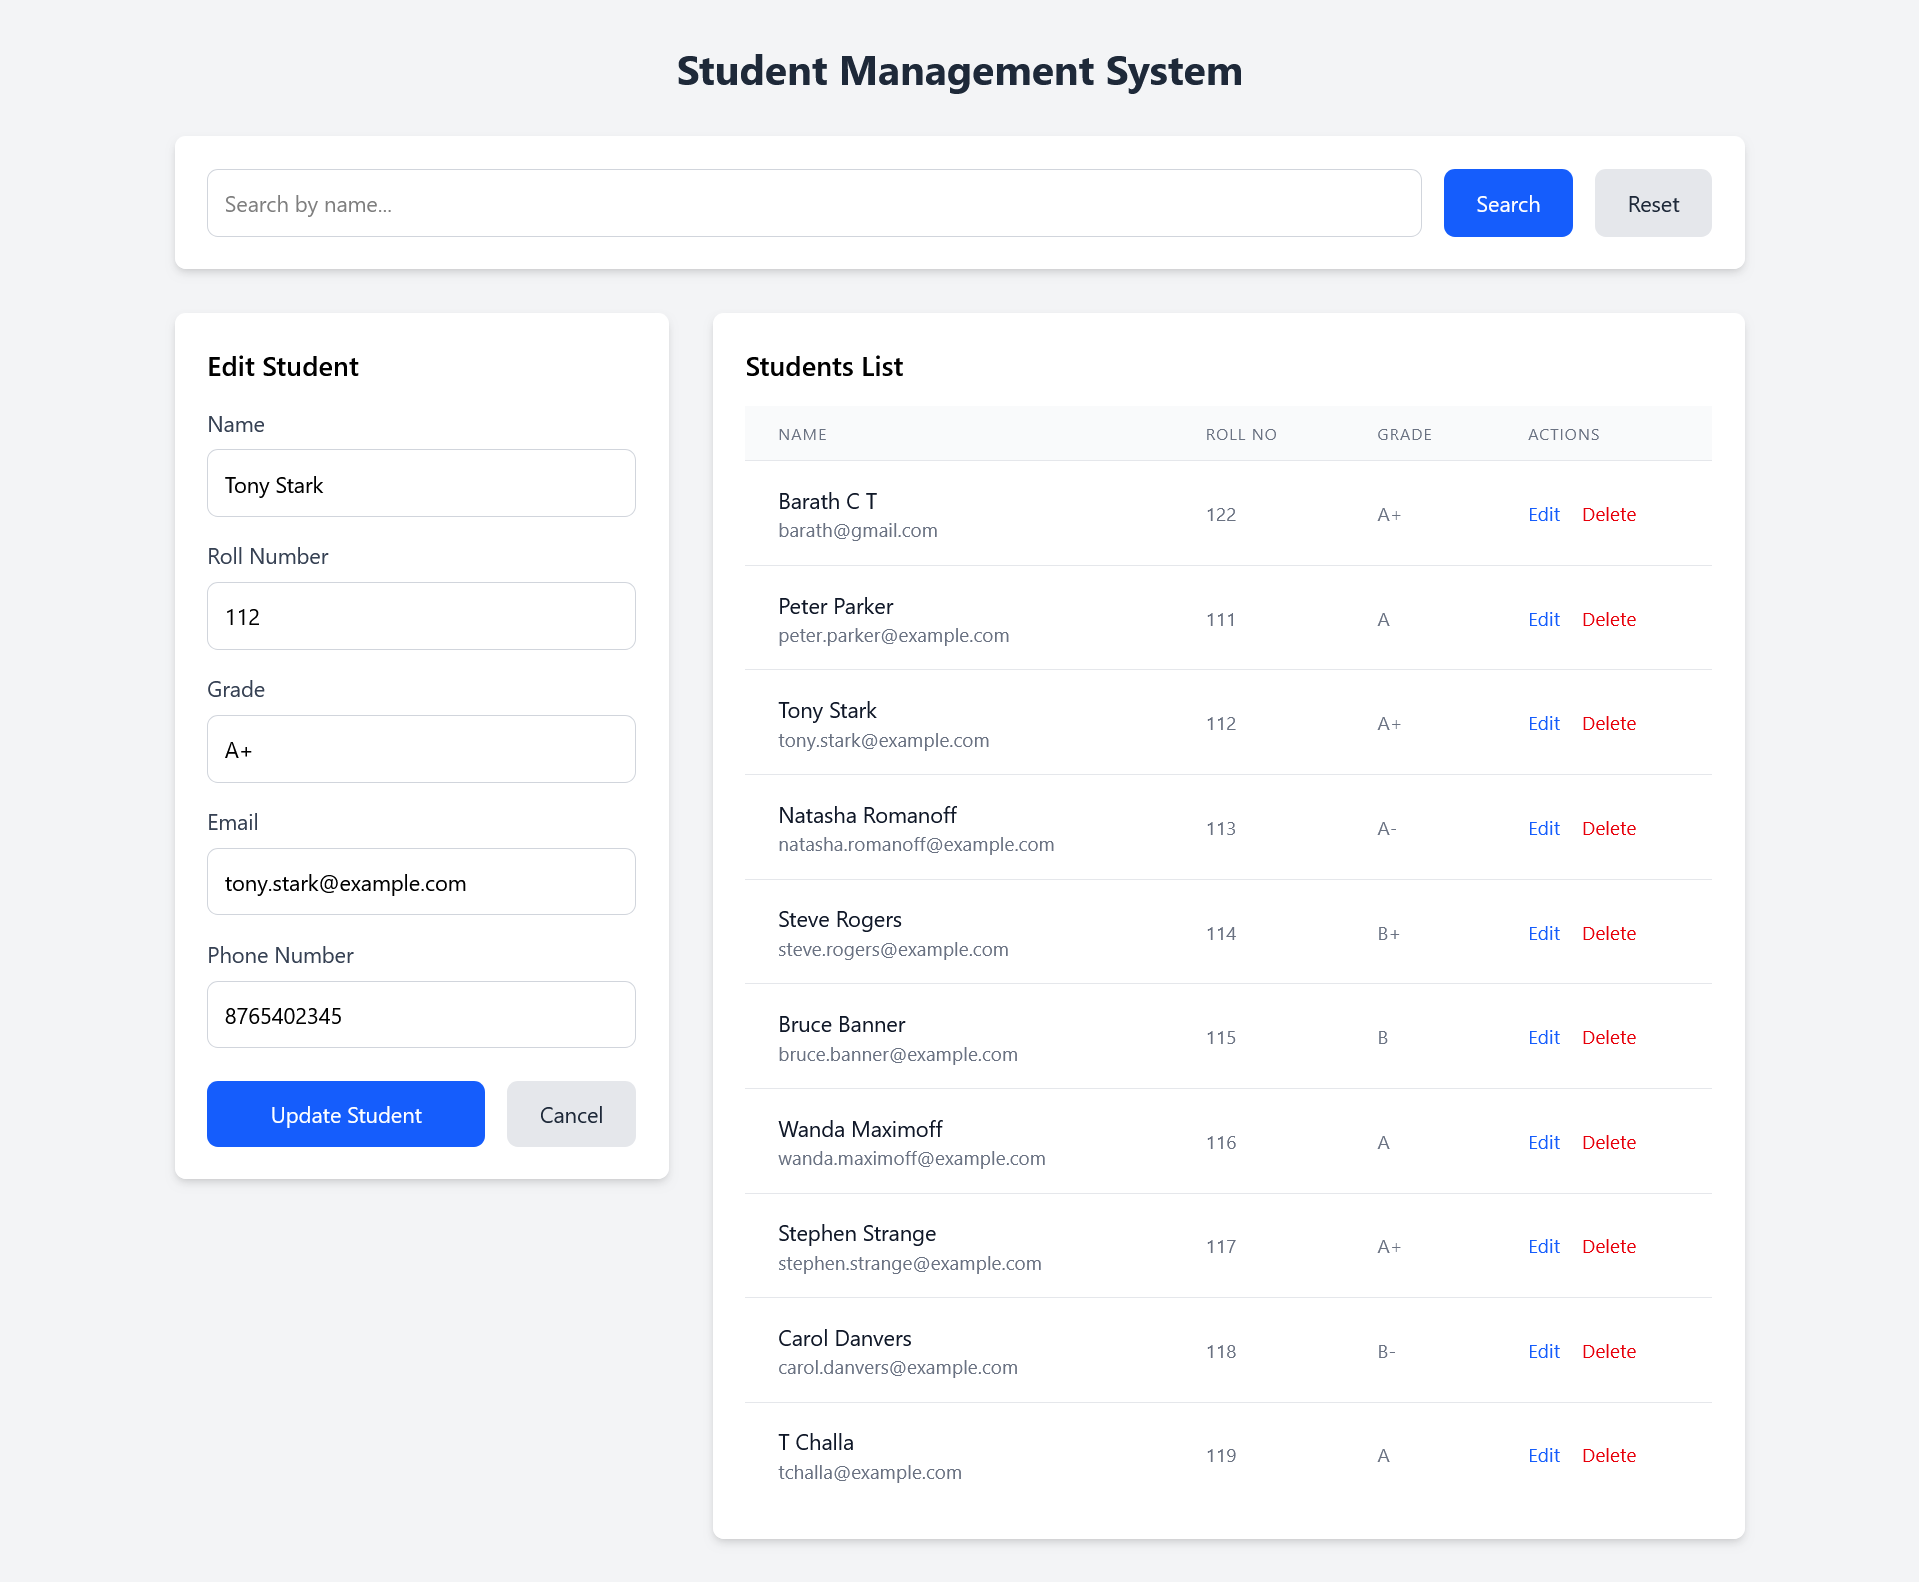 Student Management System
Search by name...
Search
Reset
Edit Student
Name
Tony Stark
Roll Number
112
Grade
A+
Email
tony.stark@example.com
Phone Number
8765402345
Update Student
Cancel
Students List
NAME ROLL NO GRADE ACTIONS
Barath C T
barath@gmail.com
122 A+ Edit Delete
Peter Parker
peter.parker@example.com
111 A Edit Delete
Tony Stark
tony.stark@example.com
112 A+ Edit Delete
Natasha Romanoff
natasha.romanoff@example.com
113 A- Edit Delete
Steve Rogers
steve.rogers@example.com
114 B+ Edit Delete
Bruce Banner
bruce.banner@example.com
115 B Edit Delete
Wanda Maximoff
wanda.maximoff@example.com
116 A Edit Delete
Stephen Strange
stephen.strange@example.com
117 A+ Edit Delete
Carol Danvers
carol.danvers@example.com
118 B- Edit Delete
T Challa
tchalla@example.com
119 A Edit Delete